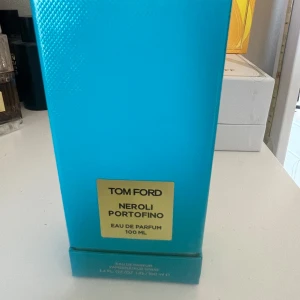 TOM FORD
NEROLI
PORTOFINO
EAU DE PARFUM
100 ML